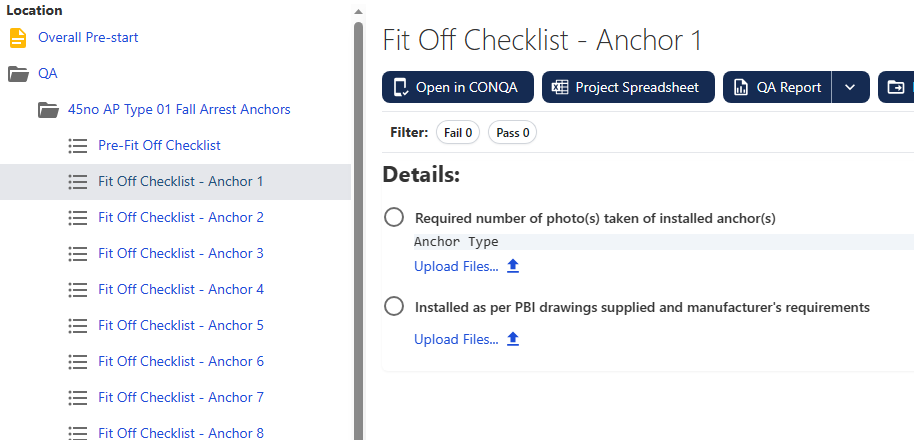 Location
Overall Pre-start
QA
45no AP Type 01 Fall Arrest Anchors
Pre-Fit Off Checklist
Fit Off Checklist - Anchor 1
Fit Off Checklist - Anchor 2
Fit Off Checklist - Anchor 3
Fit Off Checklist - Anchor 4
Fit Off Checklist - Anchor 5
Fit Off Checklist - Anchor 6
Fit Off Checklist - Anchor 7
Fit Off Checklist - Anchor 8
Fit Off Checklist - Anchor 1
Open in CONQA
Project Spreadsheet
QA Report
Filter: Fail 0 Pass 0
Details:
Required number of photo(s) taken of installed anchor(s)
Anchor Type
Upload Files...
Installed as per PBI drawings supplied and manufacturer's requirements
Upload Files...